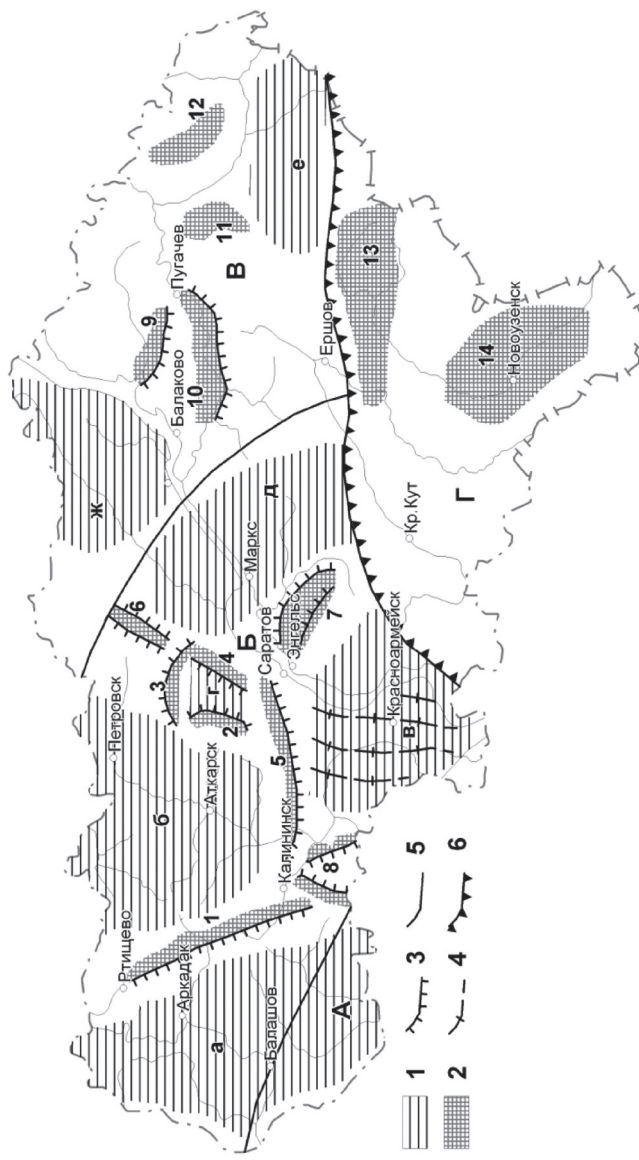 Ртищево
Петровск
ж
Аркадак
Аткарск
б
а
1
6
3
2
г
4
Балашов
А
Калининск
5
8
Саратов
Энгельс
Б
7
Маркс
д
Красноармейск
в
Балаково
9
10
Пугачев
В
11
12
Ершов
е
13
Кр.Кут
Г
14
Новоузенск
1
3
5
2
4
6